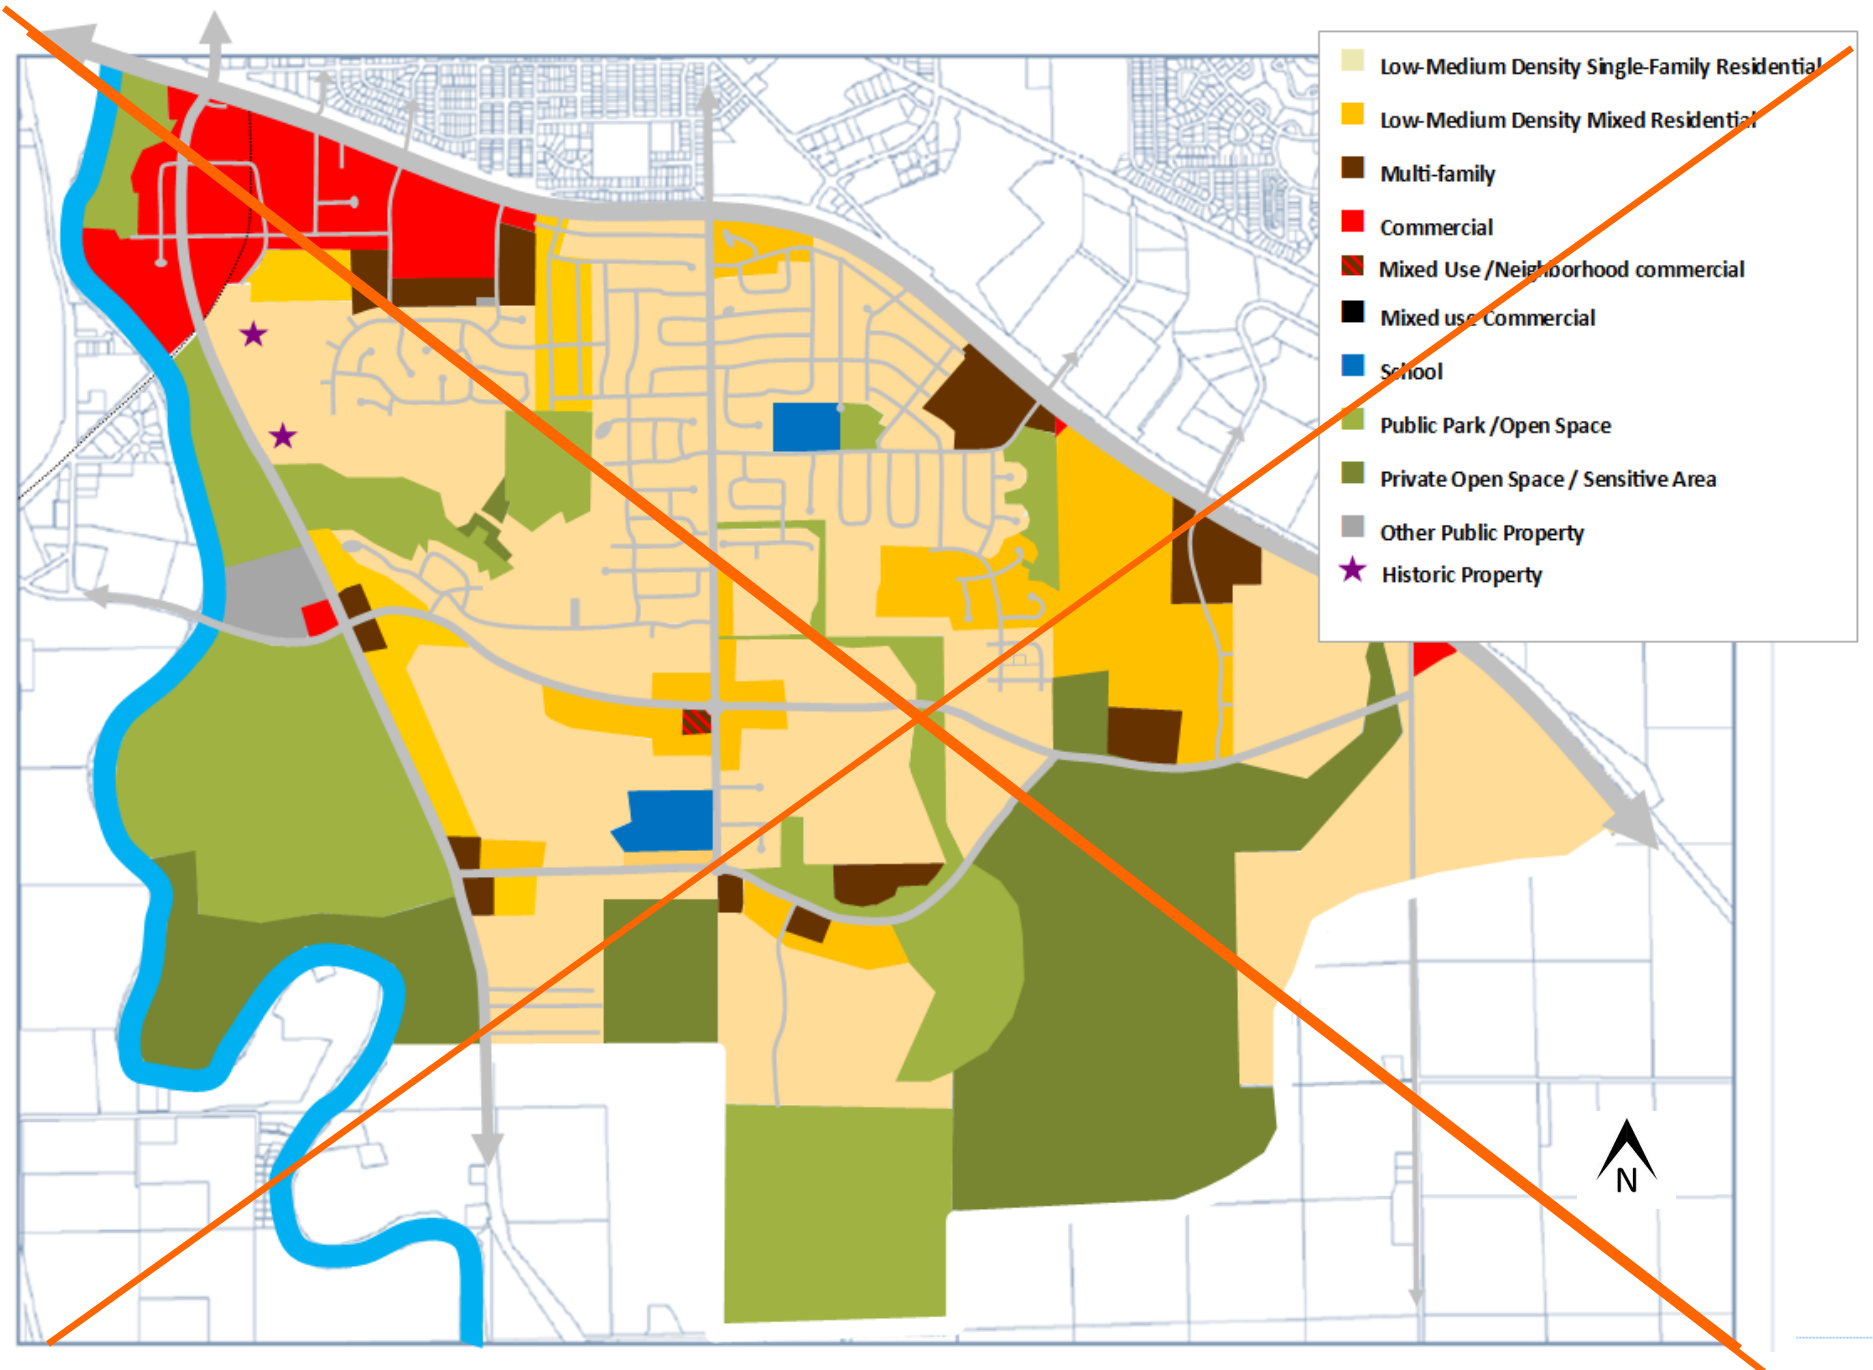 Low-Medium Density Single-Family Residential
Low-Medium Density Mixed Residential
Multi-family
Commercial
Mixed Use /Neighborhood commercial
Mixed use Commercial
School
Public Park /Open Space
Private Open Space / Sensitive Area
Other Public Property
Historic Property
N